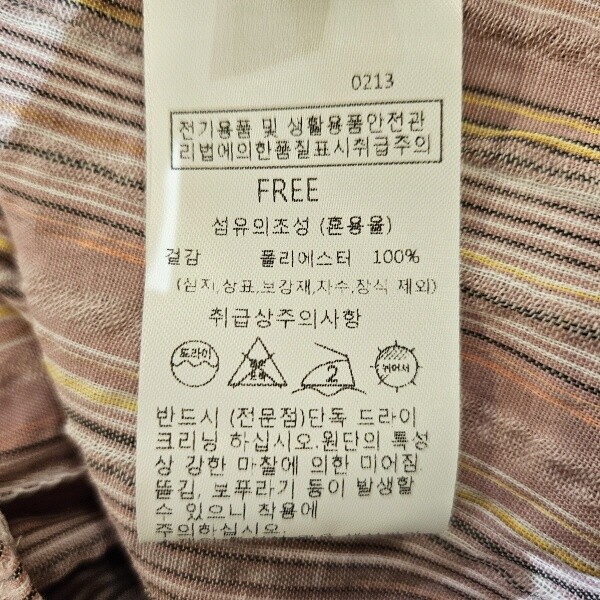 0213
전기용품 및 생활용품안전관
리법에의한품질표시취급주의
FREE
섬유의조성 (혼용율)
겉감 폴리에스터 100%
(심지,상표,보강재,자수,장식 제외)
취급상주의사항
드라이
2
뉘어서
반드시 (전문점)단독 드라이
크리닝 하십시오.원단의 특성
상 강한 마찰에 의한 미어짐
뜯김, 보푸라기 등이 발생할
수 있으니 착용에
주의하십시오.